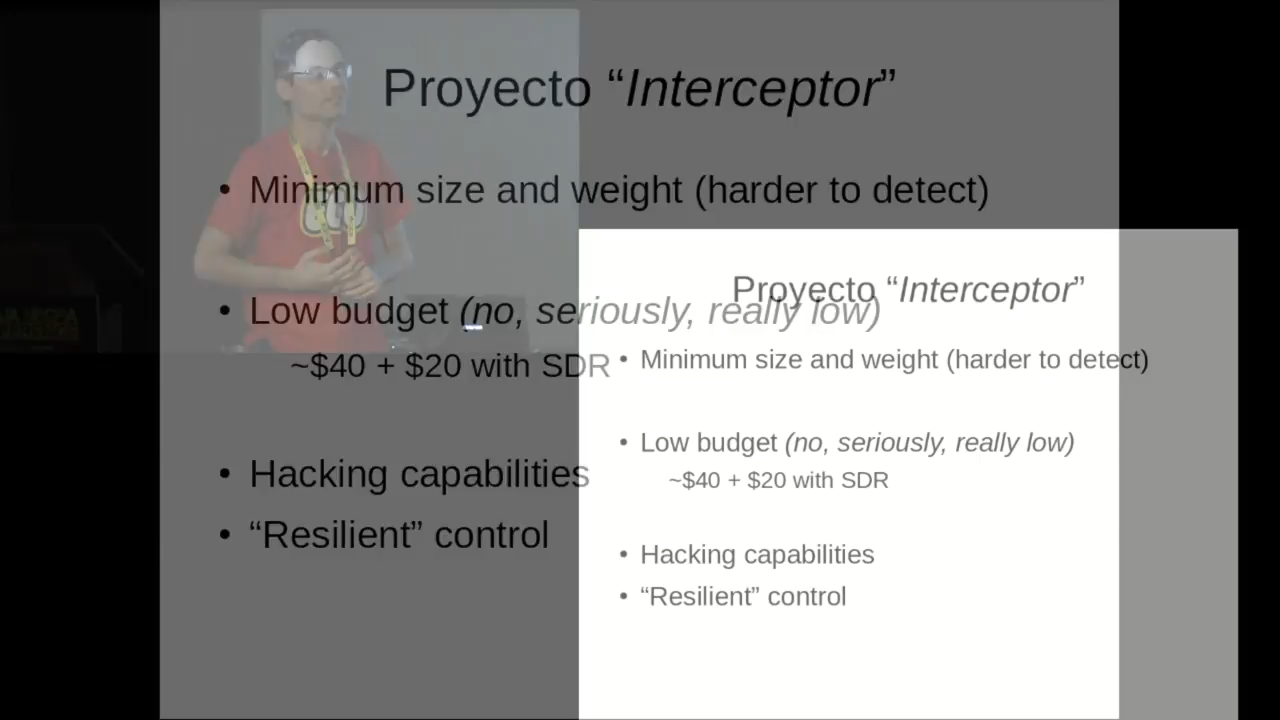 Proyecto “Interceptor”
• Minimum size and weight (harder to detect)
• Low budget (no, seriously, really low)
~$40 + $20 with SDR
• Hacking capabilities
• “Resilient” control
Proyecto “Interceptor”
• Minimum size and weight (harder to detect)
• Low budget (no, seriously, really low)
~$40 + $20 with SDR
• Hacking capabilities
• “Resilient” control